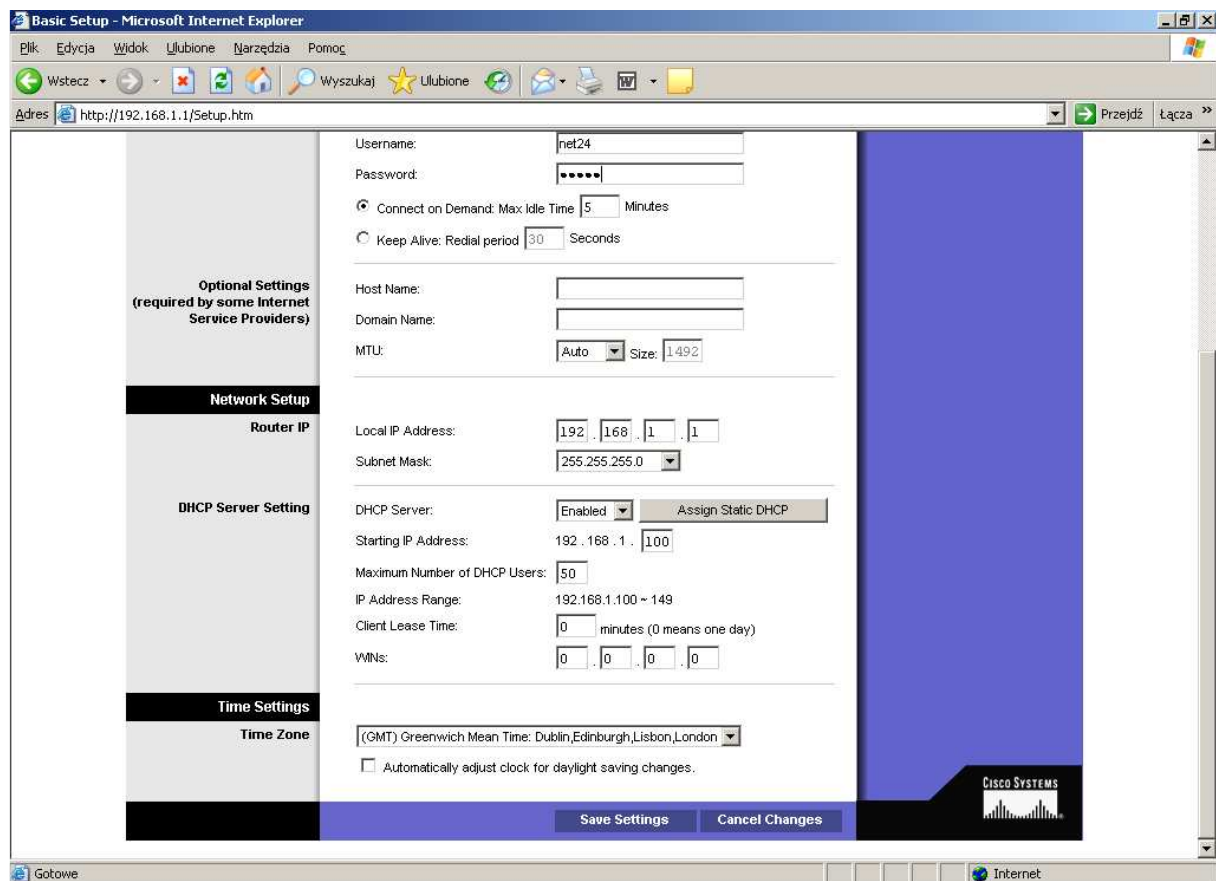 Basic Setup - Microsoft Internet Explorer
Plik Edycja Widok Ulubione Narzędzia Pomoc
Wstecz Wyszukaj Ulubione
Adres http://192.168.1.1/Setup.htm Przejdź Łącza »
Username: net24
Password: •••••
Connect on Demand: Max Idle Time 5 Minutes
Keep Alive: Redial period 30 Seconds
Optional Settings
(required by some Internet
Service Providers)
Host Name:
Domain Name:
MTU: Auto Size: 1492
Network Setup
Router IP
Local IP Address: 192 . 168 . 1 . 1
Subnet Mask: 255.255.255.0
DHCP Server Setting
DHCP Server: Enabled Assign Static DHCP
Starting IP Address: 192 . 168 . 1 . 100
Maximum Number of DHCP Users: 50
IP Address Range: 192.168.1.100 ~ 149
Client Lease Time: 0 minutes (0 means one day)
WINs: 0 . 0 . 0 . 0
Time Settings
Time Zone
(GMT) Greenwich Mean Time: Dublin,Edinburgh,Lisbon,London
Automatically adjust clock for daylight saving changes.
CISCO SYSTEMS
Save Settings Cancel Changes
Gotowe Internet